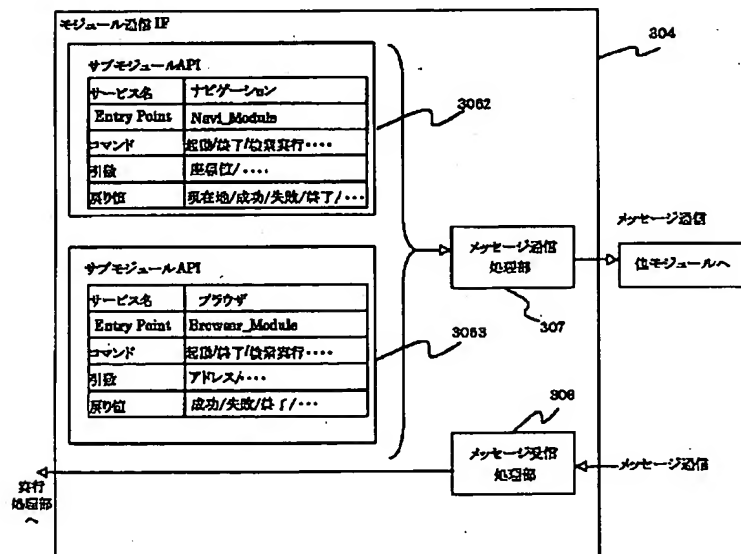 モジュール通信 IF
304
サブモジュールAPI
サービス名 ナビゲーション
Entry Point Navi_Module
コマンド 起動/終了/検索実行････
引数 座標位/････
戻り値 現在地/成功/失敗/終了/･･･
3062
サブモジュールAPI
サービス名 ブラウザ
Entry Point Browser_Module
コマンド 起動/終了/検索実行････
引数 アドレス/････
戻り値 成功/失敗/終了/･･･
3063
メッセージ通信
メッセージ送信
処理部
307
他モジュールへ
308
メッセージ受信
処理部
メッセージ通信
実行
処理部
へ